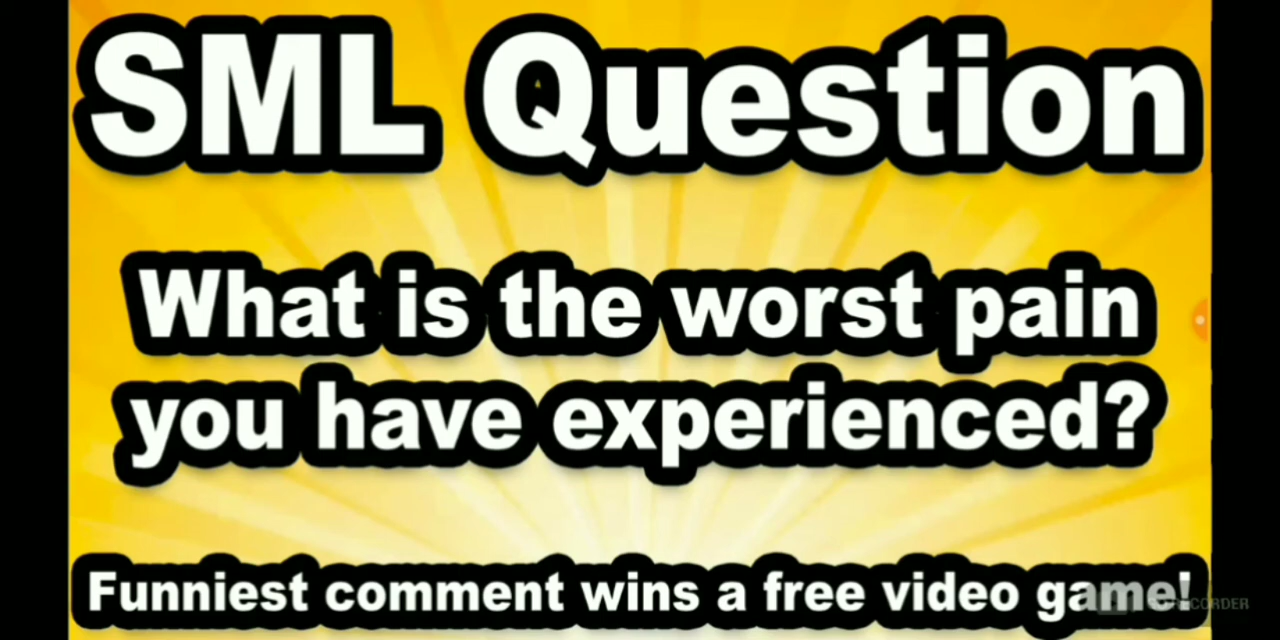 SML Question
What is the worst pain
you have experienced?
Funniest comment wins a free video game!